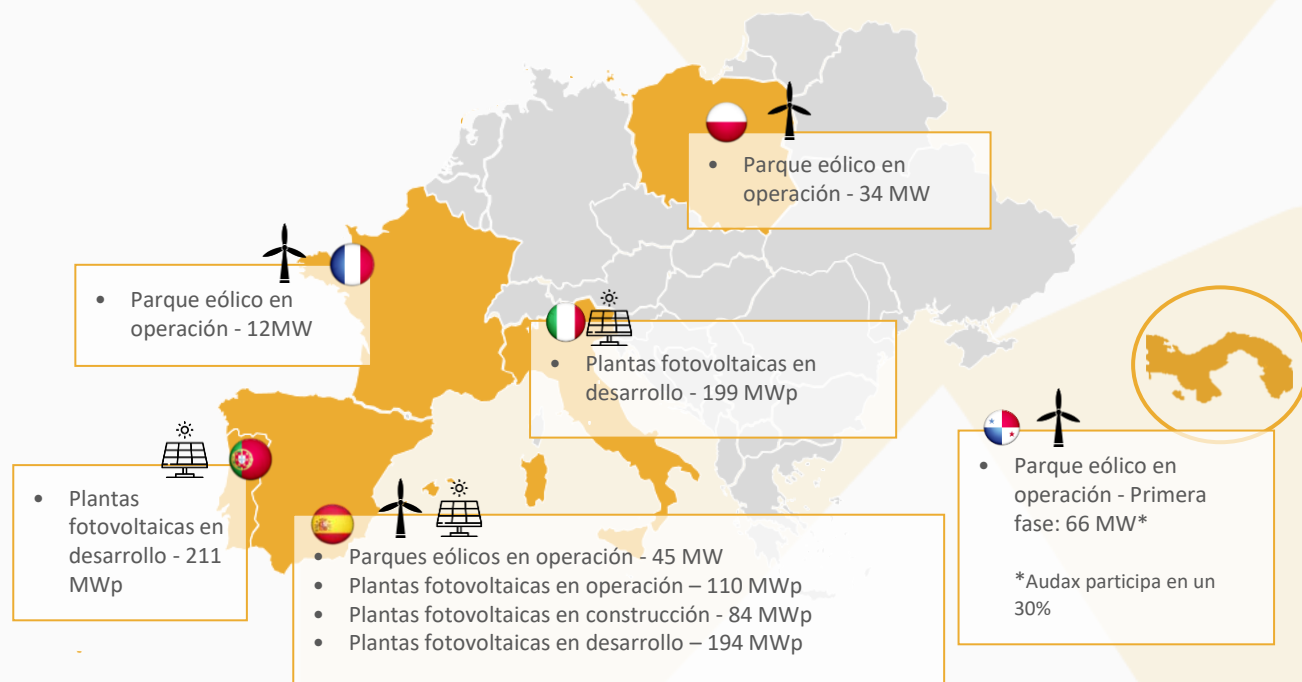 • Parque eólico en
operación - 34 MW
• Parque eólico en
operación - 12MW
• Plantas fotovoltaicas en
desarrollo - 199 MWp
• Plantas
fotovoltaicas en
desarrollo - 211
MWp
• Parques eólicos en operación - 45 MW
• Plantas fotovoltaicas en operación – 110 MWp
• Plantas fotovoltaicas en construcción - 84 MWp
• Plantas fotovoltaicas en desarrollo – 194 MWp
• Parque eólico en
operación - Primera
fase: 66 MW*
*Audax participa en un
30%